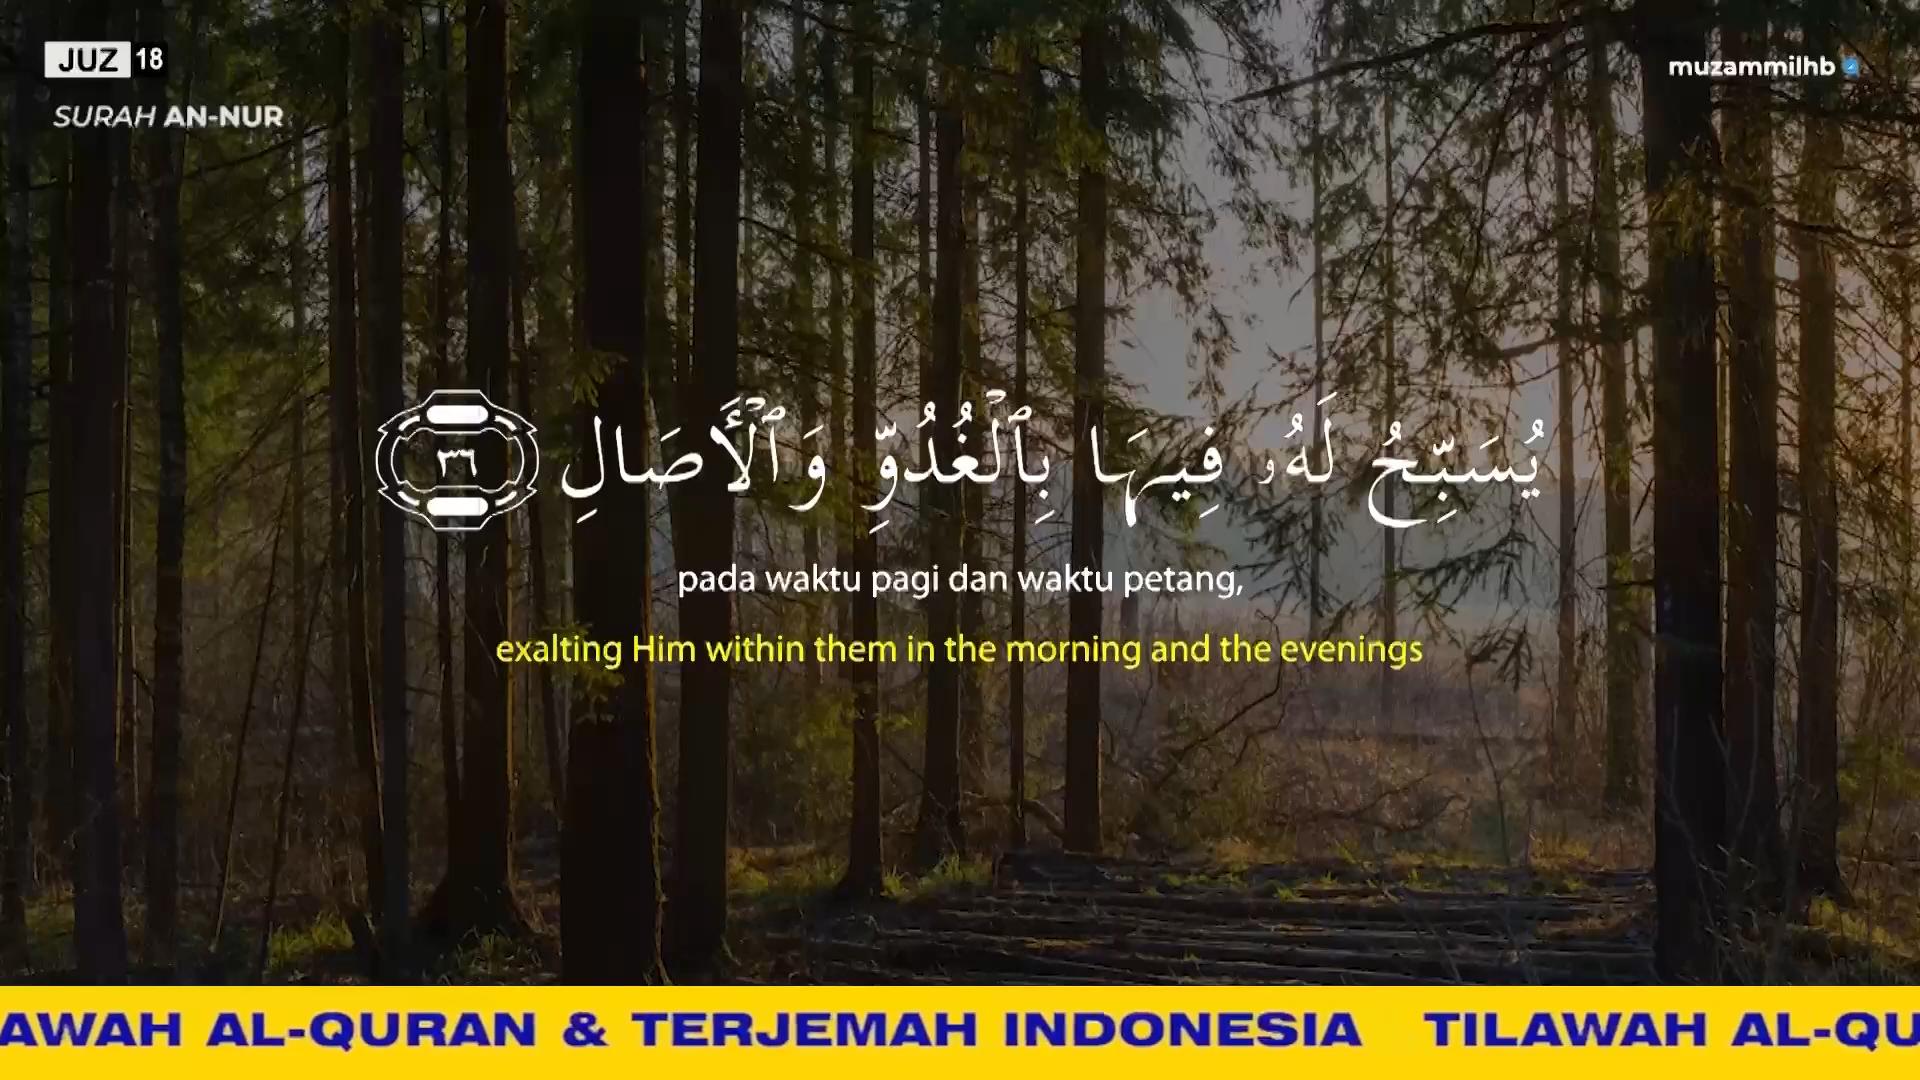 JUZ 18
muzammilhb
SURAH AN-NUR
يُسَبِّحُ لَهُۥ فِيهَا بِٱلْغُدُوِّ وَٱلْأَصَالِ ٣٦
pada waktu pagi dan waktu petang,
exalting Him within them in the morning and the evenings
AWAH AL-QURAN & TERJEMAH INDONESIA TILAWAH AL-QU